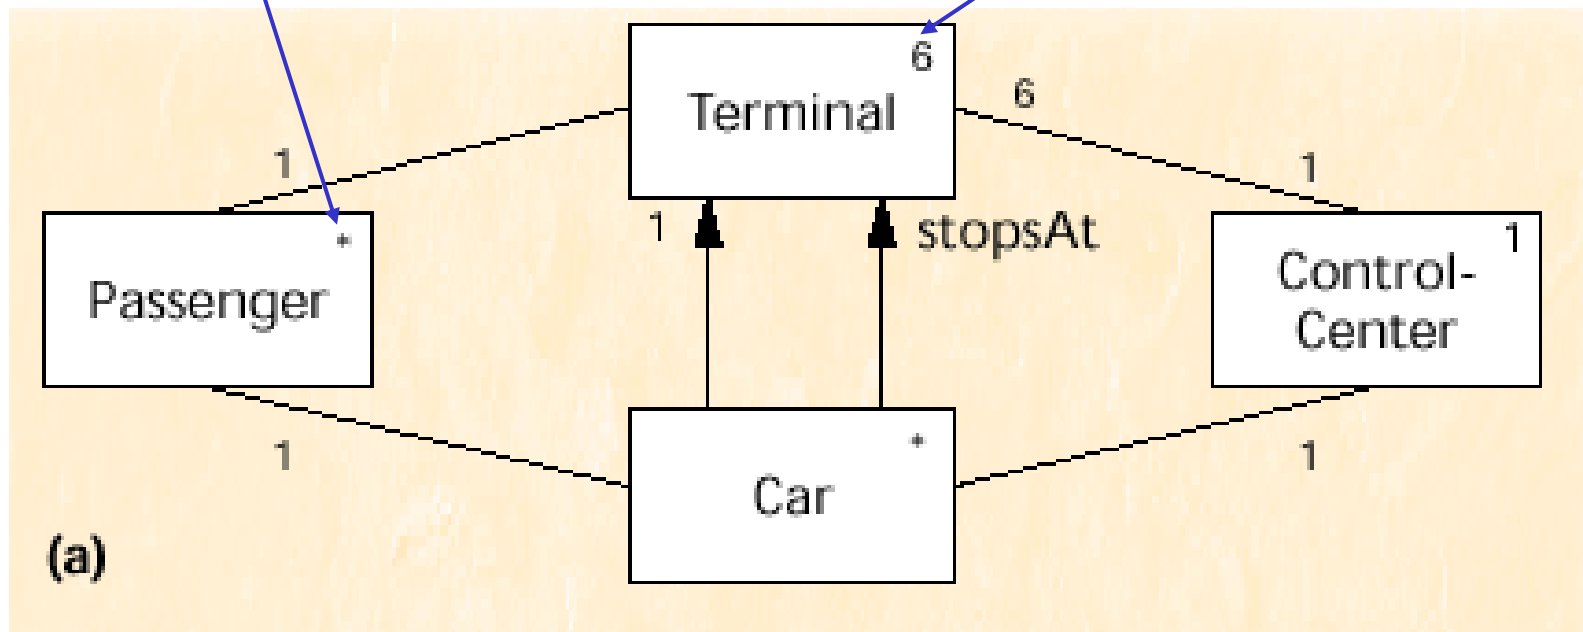 6
Terminal
6
1
1
*
Passenger
1
stopsAt
1
Control-
Center
1
1
*
Car
(a)